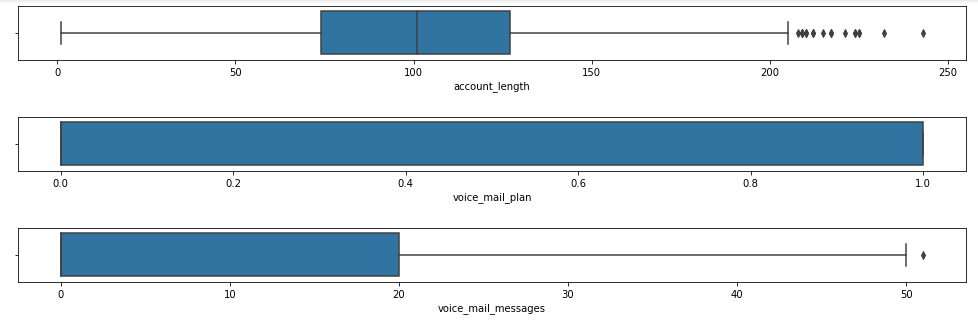 0 50 100 150 200 250
account_length
0.0 0.2 0.4 0.6 0.8 1.0
voice_mail_plan
0 10 20 30 40 50
voice_mail_messages